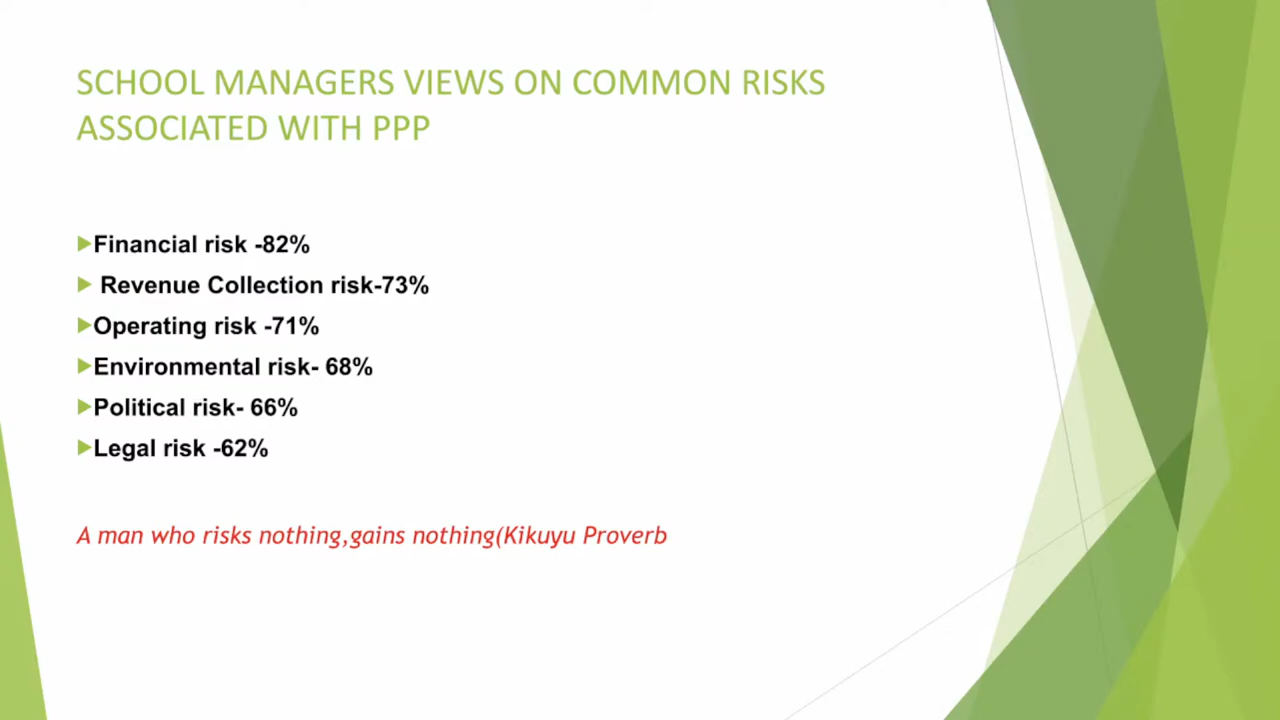 SCHOOL MANAGERS VIEWS ON COMMON RISKS
ASSOCIATED WITH PPP
Financial risk -82%
Revenue Collection risk-73%
Operating risk -71%
Environmental risk- 68%
Political risk- 66%
Legal risk -62%
A man who risks nothing,gains nothing(Kikuyu Proverb